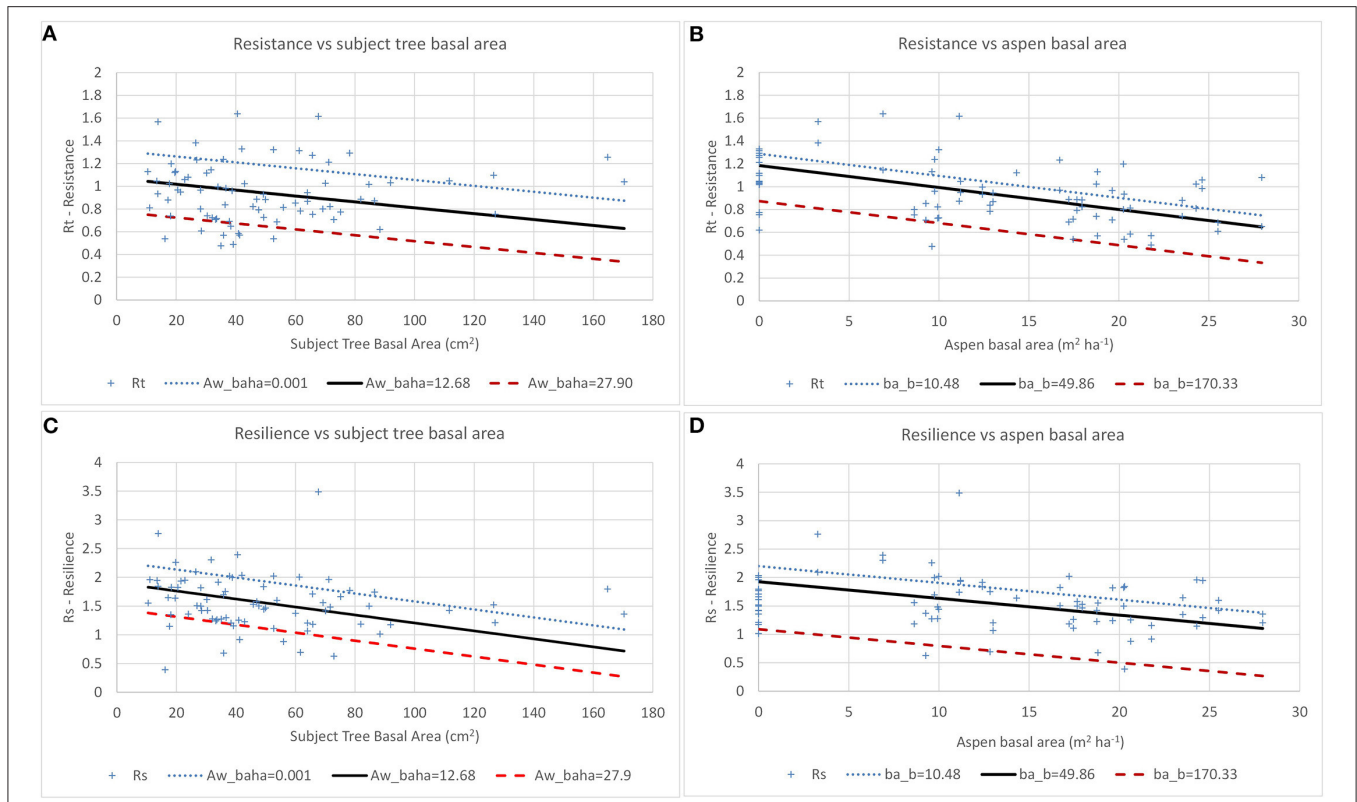 A
Resistance vs subject tree basal area
Rt - Resistance
2
1.8
1.6
1.4
1.2
1
0.8
0.6
0.4
0.2
0
0 20 40 60 80 100 120 140 160 180
Subject Tree Basal Area (cm²)
Rt Aw_baha=0.001 Aw_baha=12.68 Aw_baha=27.90
B
Resistance vs aspen basal area
Rt - Resistance
2
1.8
1.6
1.4
1.2
1
0.8
0.6
0.4
0.2
0
0 5 10 15 20 25 30
Aspen basal area (m² ha⁻¹)
Rt ba_b=10.48 ba_b=49.86 ba_b=170.33
C
Resilience vs subject tree basal area
Rs - Resilience
4
3.5
3
2.5
2
1.5
1
0.5
0
0 20 40 60 80 100 120 140 160 180
Subject Tree Basal Area (cm²)
Rs Aw_baha=0.001 Aw_baha=12.68 Aw_baha=27.9
D
Resilience vs aspen basal area
Rs - Resilience
4
3.5
3
2.5
2
1.5
1
0.5
0
0 5 10 15 20 25 30
Aspen basal area (m² ha⁻¹)
Rs ba_b=10.48 ba_b=49.86 ba_b=170.33